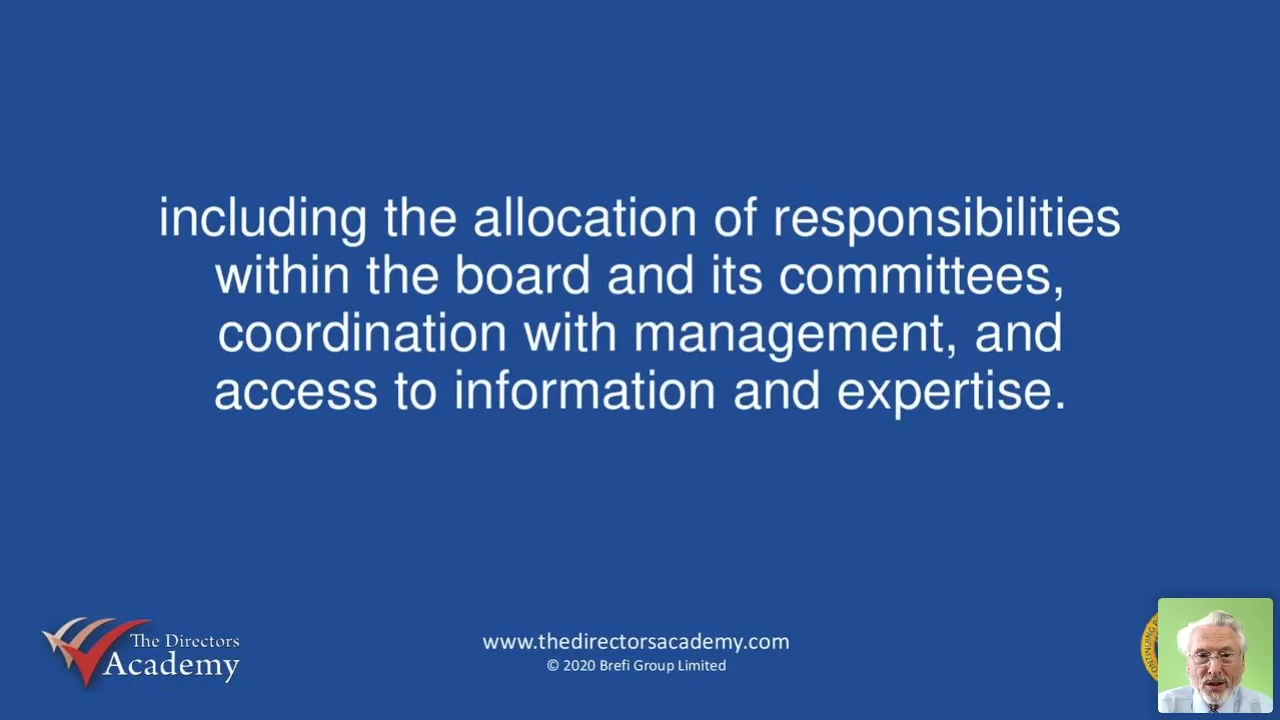 including the allocation of responsibilities
within the board and its committees,
coordination with management, and
access to information and expertise.
The Directors
Academy
www.thedirectorsacademy.com
© 2020 Brefi Group Limited